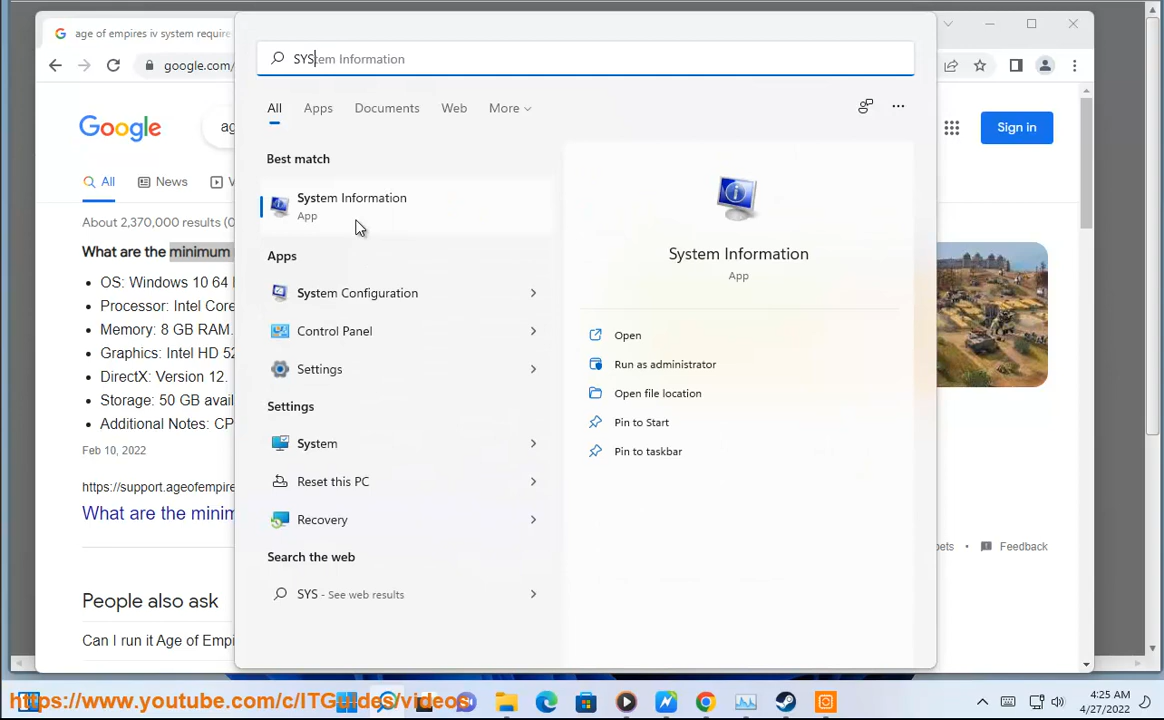 age of empires iv system require
google.com/
SYStem Information
All Apps Documents Web More
Google
ag
Sign in
All News V
About 2,370,000 results (0
What are the minimum
OS: Windows 10 64
Processor: Intel Core
Memory: 8 GB RAM.
Graphics: Intel HD 52
DirectX: Version 12.
Storage: 50 GB avail
Additional Notes: CP
Feb 10, 2022
https://support.ageofempire
What are the minim
People also ask
Can I run it Age of Empi
Best match
System Information
App
Apps
System Configuration
Control Panel
Settings
Settings
System
Reset this PC
Recovery
Search the web
SYS - See web results
System Information
App
Open
Run as administrator
Open file location
Pin to Start
Pin to taskbar
Feedback
https://www.youtube.com/c/ITGuides/videos
4:25 AM
4/27/2022